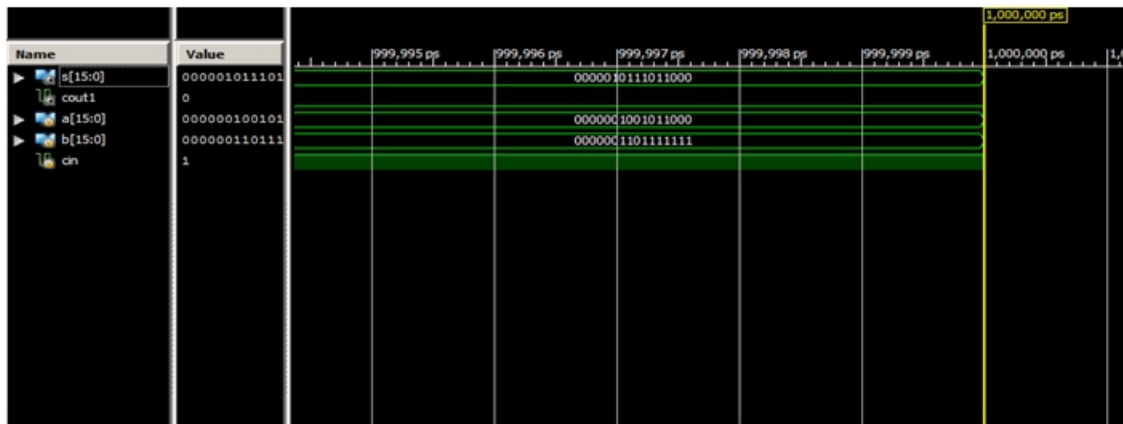 1,000,000 ps
Name Value 999,995 ps 999,996 ps 999,997 ps 999,998 ps 999,999 ps 1,000,000 ps 1,
s[15:0] 000001011101 0000010111011000
cout1 0
a[15:0] 000000100101 0000001001011000
b[15:0] 000000110111 0000001101111111
cin 1